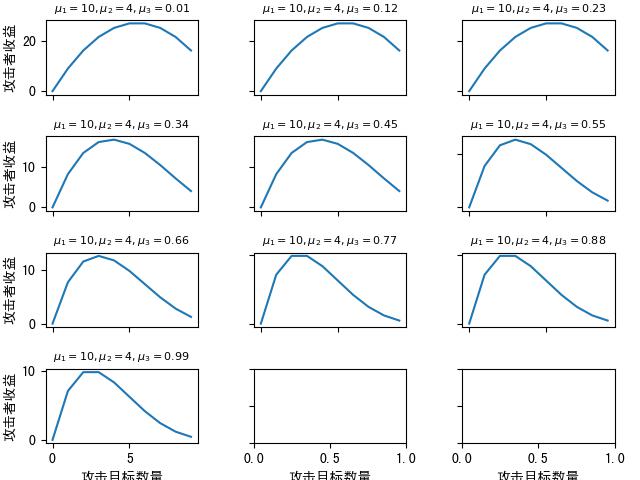 μ₁ = 10, μ₂ = 4, μ₃ = 0.01
μ₁ = 10, μ₂ = 4, μ₃ = 0.12
μ₁ = 10, μ₂ = 4, μ₃ = 0.23
攻击者收益
20
0
μ₁ = 10, μ₂ = 4, μ₃ = 0.34
μ₁ = 10, μ₂ = 4, μ₃ = 0.45
μ₁ = 10, μ₂ = 4, μ₃ = 0.55
攻击者收益
10
0
μ₁ = 10, μ₂ = 4, μ₃ = 0.66
μ₁ = 10, μ₂ = 4, μ₃ = 0.77
μ₁ = 10, μ₂ = 4, μ₃ = 0.88
攻击者收益
10
0
μ₁ = 10, μ₂ = 4, μ₃ = 0.99
攻击者收益
10
0
0 5
0.0 0.5 1.0
0.0 0.5 1.0
攻击目标数量
攻击目标数量
攻击目标数量